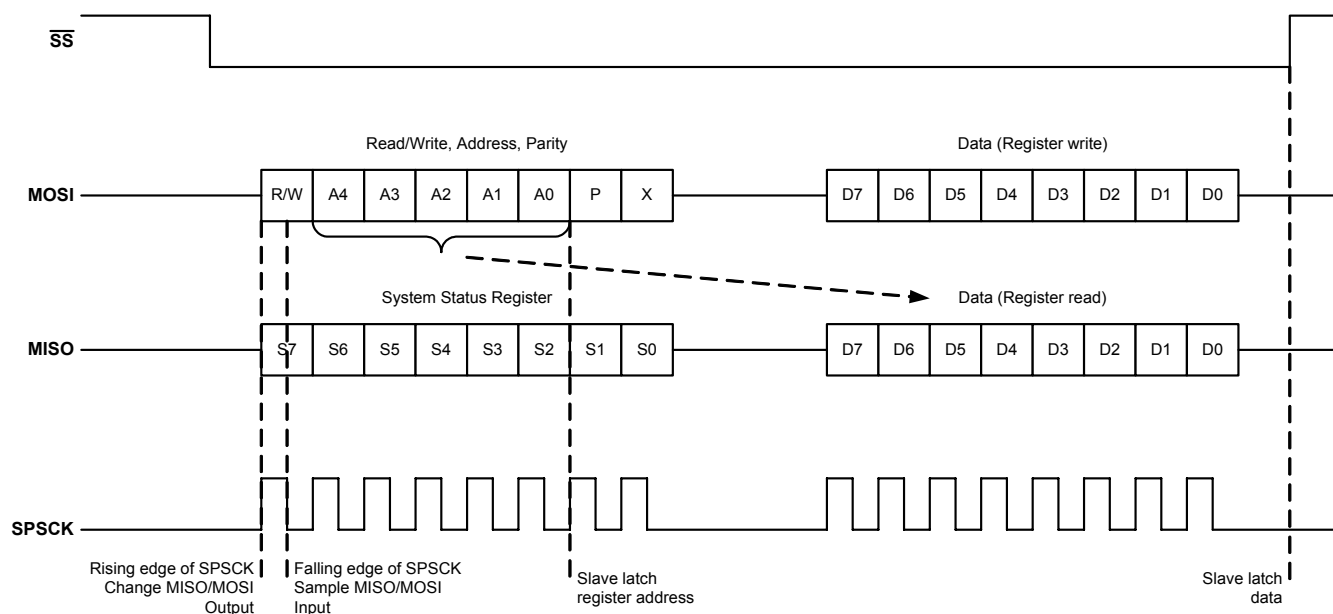 SS
Read/Write, Address, Parity Data (Register write)
MOSI R/W A4 A3 A2 A1 A0 P X D7 D6 D5 D4 D3 D2 D1 D0
System Status Register Data (Register read)
MISO S7 S6 S5 S4 S3 S2 S1 S0 D7 D6 D5 D4 D3 D2 D1 D0
SPSCK
Rising edge of SPSCK
Change MISO/MOSI
Output
Falling edge of SPSCK
Sample MISO/MOSI
Input
Slave latch
register address
Slave latch
data